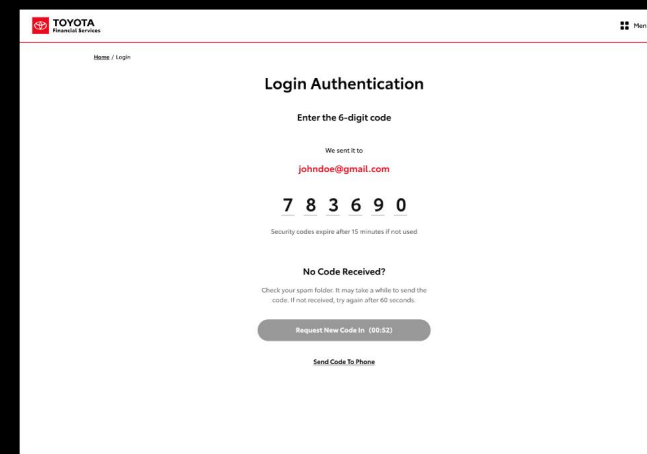 TOYOTA
Financial Services
Men
Home / Login
Login Authentication
Enter the 6-digit code
We sent it to
johndoe@gmail.com
7 8 3 6 9 0
Security codes expire after 15 minutes if not used
No Code Received?
Check your spam folder. It may take a while to send the
code. If not received, try again after 60 seconds.
Request New Code In (00:52)
Send Code To Phone